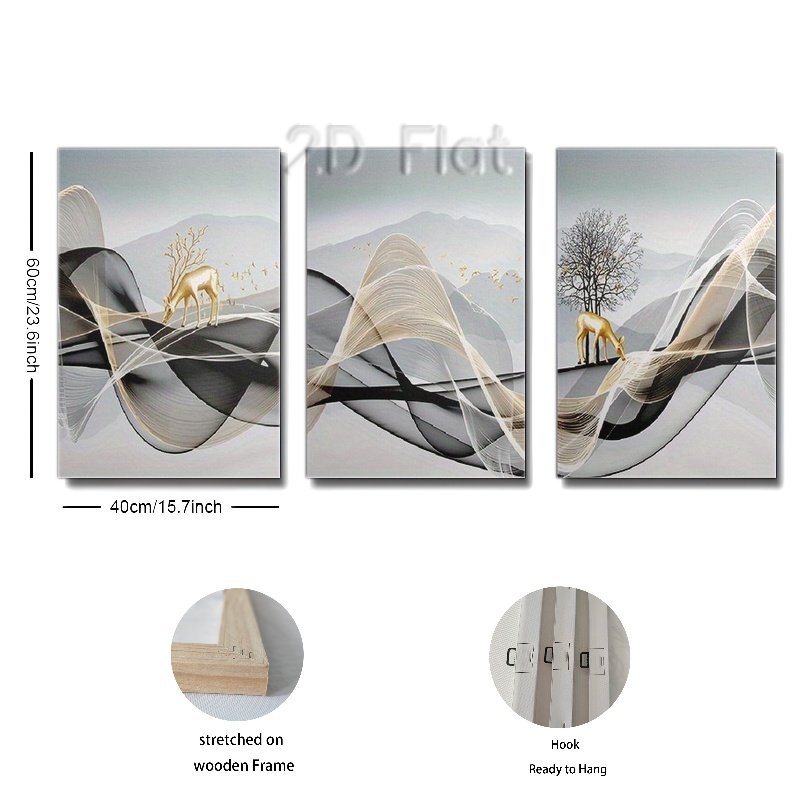 2D Flat
60cm/23.6inch
40cm/15.7inch
stretched on
wooden Frame
Hook
Ready to Hang